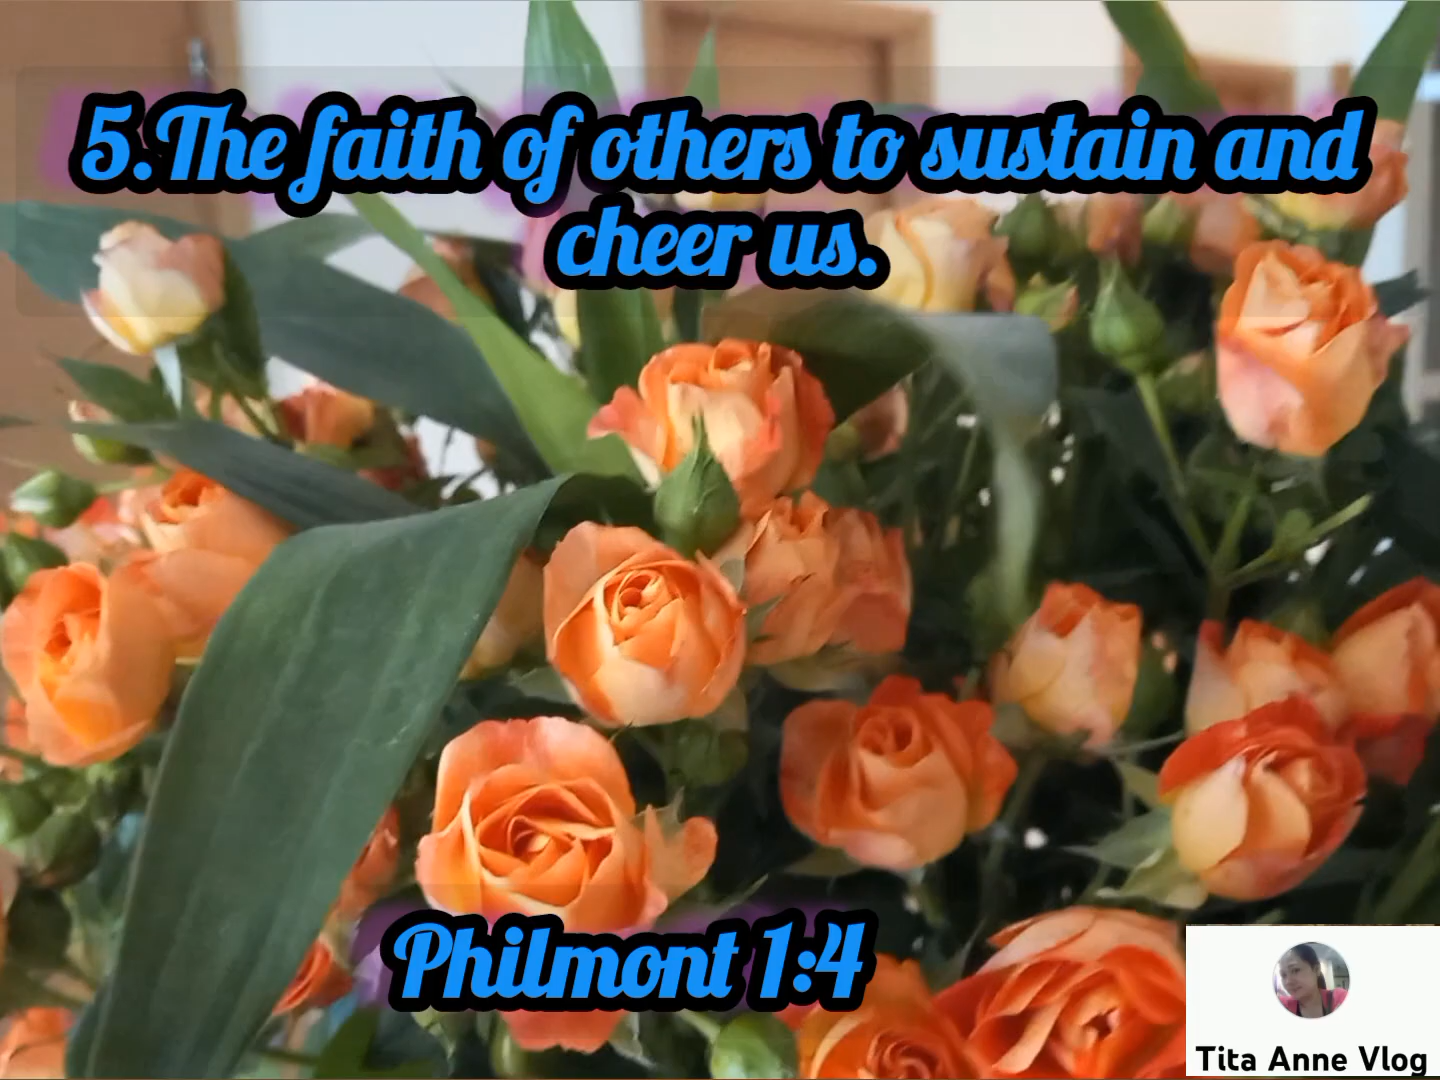 5.The faith of others to sustain and
cheer us.
Philmont 1:4
Tita Anne Vlog